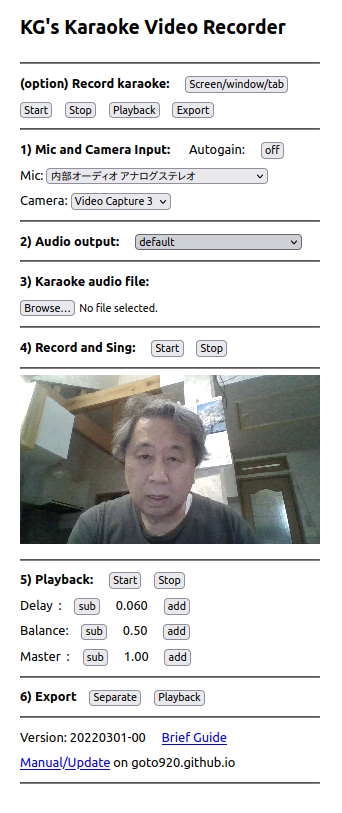 KG's Karaoke Video Recorder
(option) Record karaoke: Screen/window/tab
Start Stop Playback Export
1) Mic and Camera Input: Autogain: off
Mic: 内部オーディオ アナログステレオ
Camera: Video Capture 3
2) Audio output: default
3) Karaoke audio file:
Browse... No file selected.
4) Record and Sing: Start Stop
5) Playback: Start Stop
Delay : sub 0.060 add
Balance: sub 0.50 add
Master : sub 1.00 add
6) Export Separate Playback
Version: 20220301-00 Brief Guide
Manual/Update on goto920.github.io